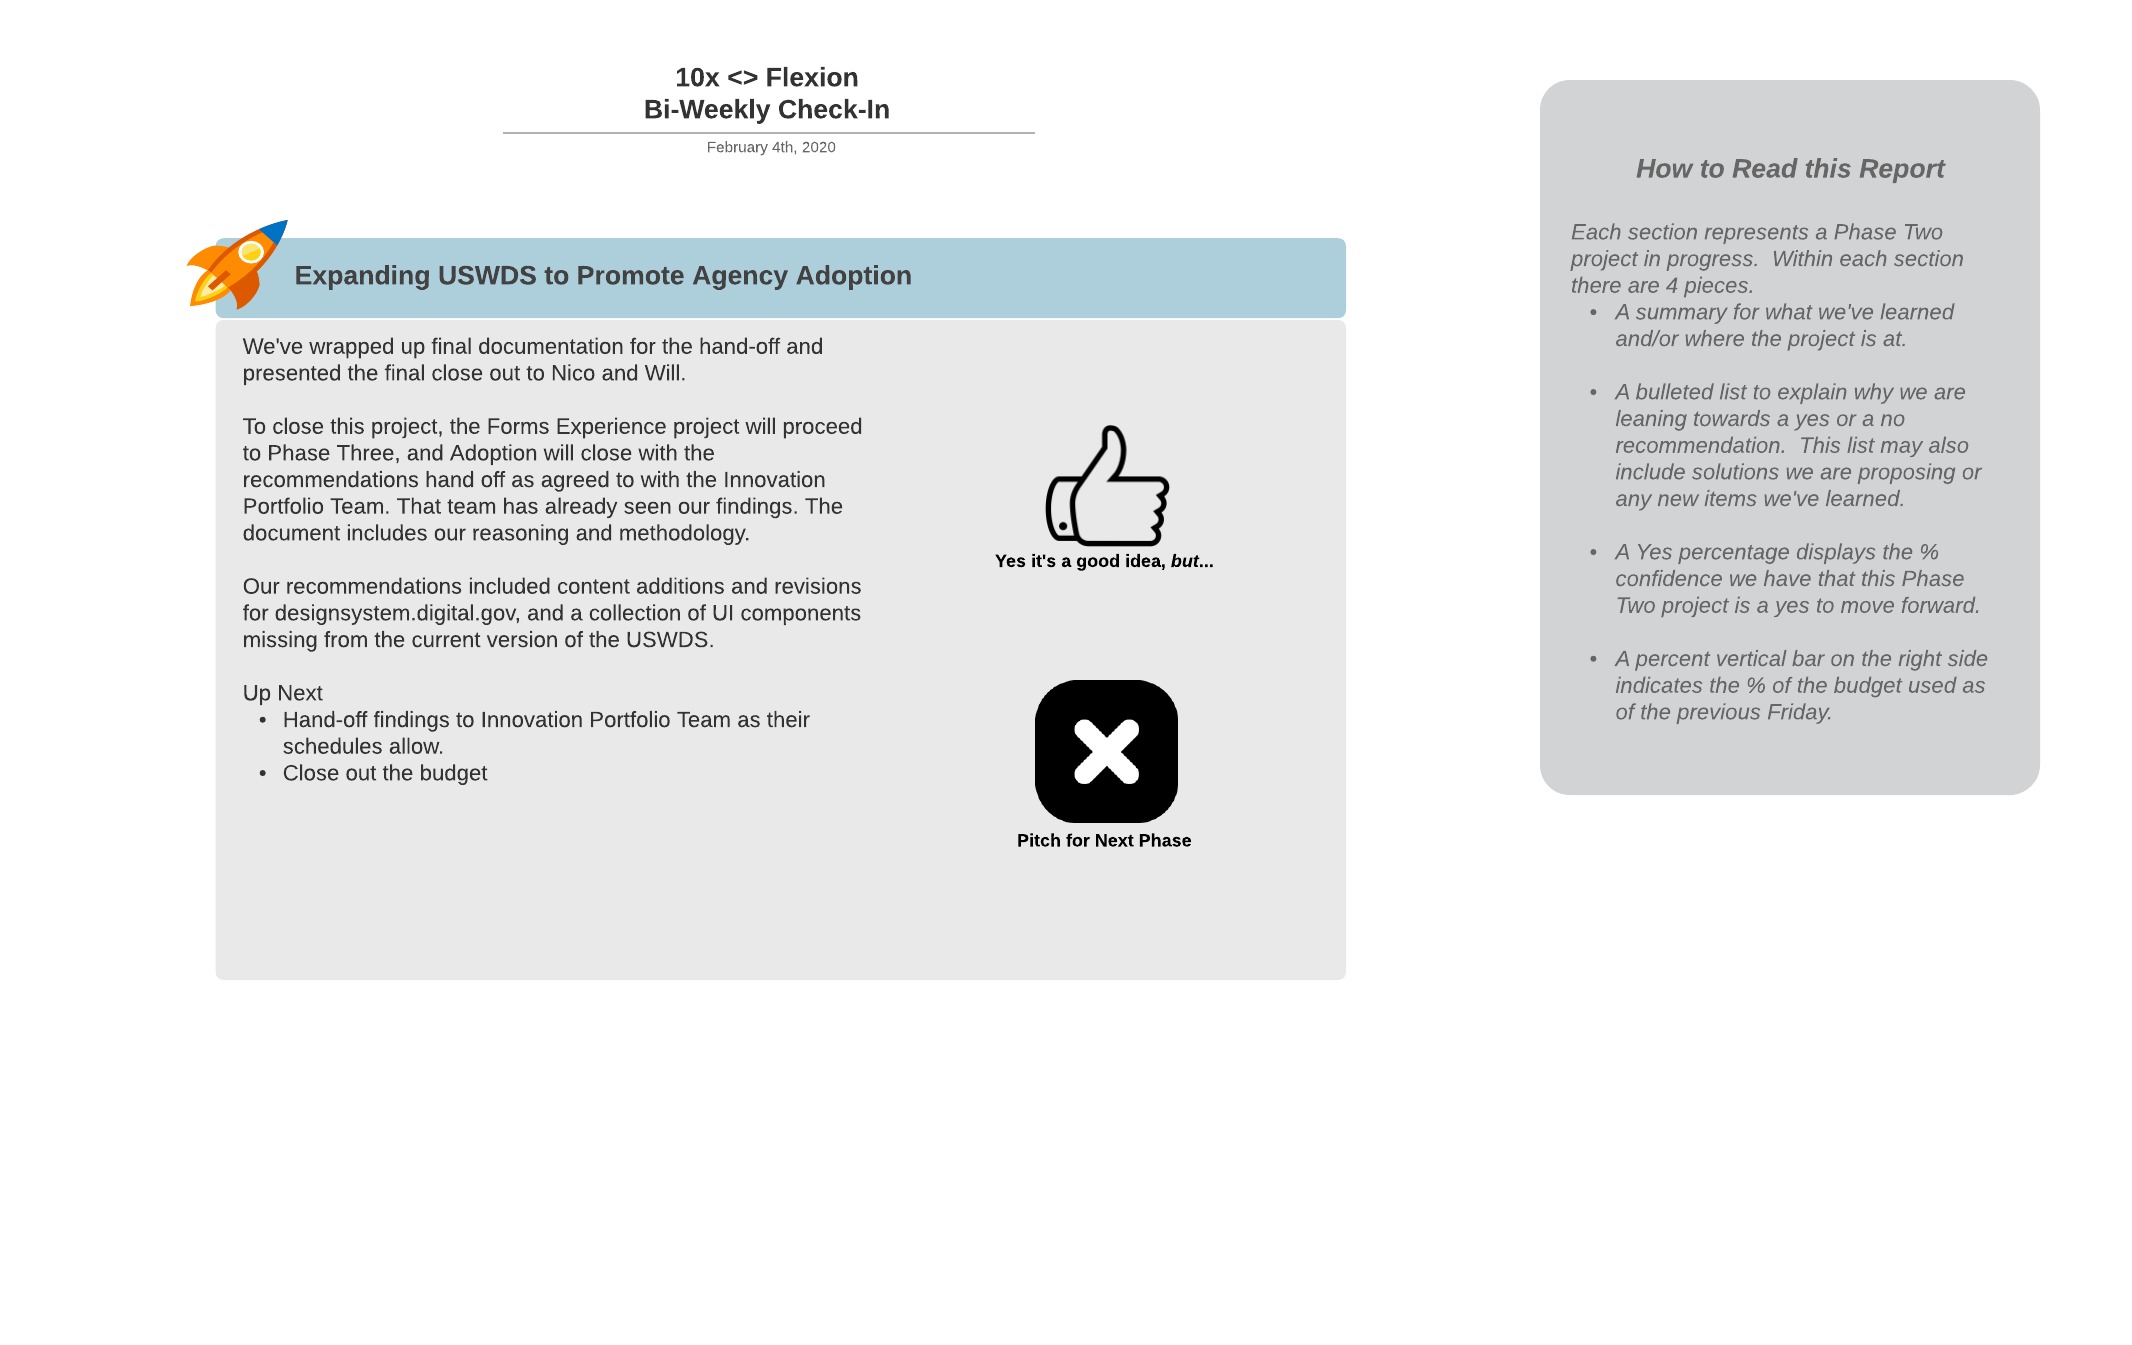 10x <> Flexion
Bi-Weekly Check-In
February 4th, 2020
Expanding USWDS to Promote Agency Adoption
We've wrapped up final documentation for the hand-off and
presented the final close out to Nico and Will.
To close this project, the Forms Experience project will proceed
to Phase Three, and Adoption will close with the
recommendations hand off as agreed to with the Innovation
Portfolio Team. That team has already seen our findings. The
document includes our reasoning and methodology.
Our recommendations included content additions and revisions
for designsystem.digital.gov, and a collection of UI components
missing from the current version of the USWDS.
Up Next
• Hand-off findings to Innovation Portfolio Team as their
schedules allow.
• Close out the budget
Yes it's a good idea, but...
Pitch for Next Phase
How to Read this Report
Each section represents a Phase Two
project in progress.  Within each section
there are 4 pieces.
• A summary for what we've learned
and/or where the project is at.
• A bulleted list to explain why we are
leaning towards a yes or a no
recommendation.  This list may also
include solutions we are proposing or
any new items we've learned.
• A Yes percentage displays the %
confidence we have that this Phase
Two project is a yes to move forward.
• A percent vertical bar on the right side
indicates the % of the budget used as
of the previous Friday.